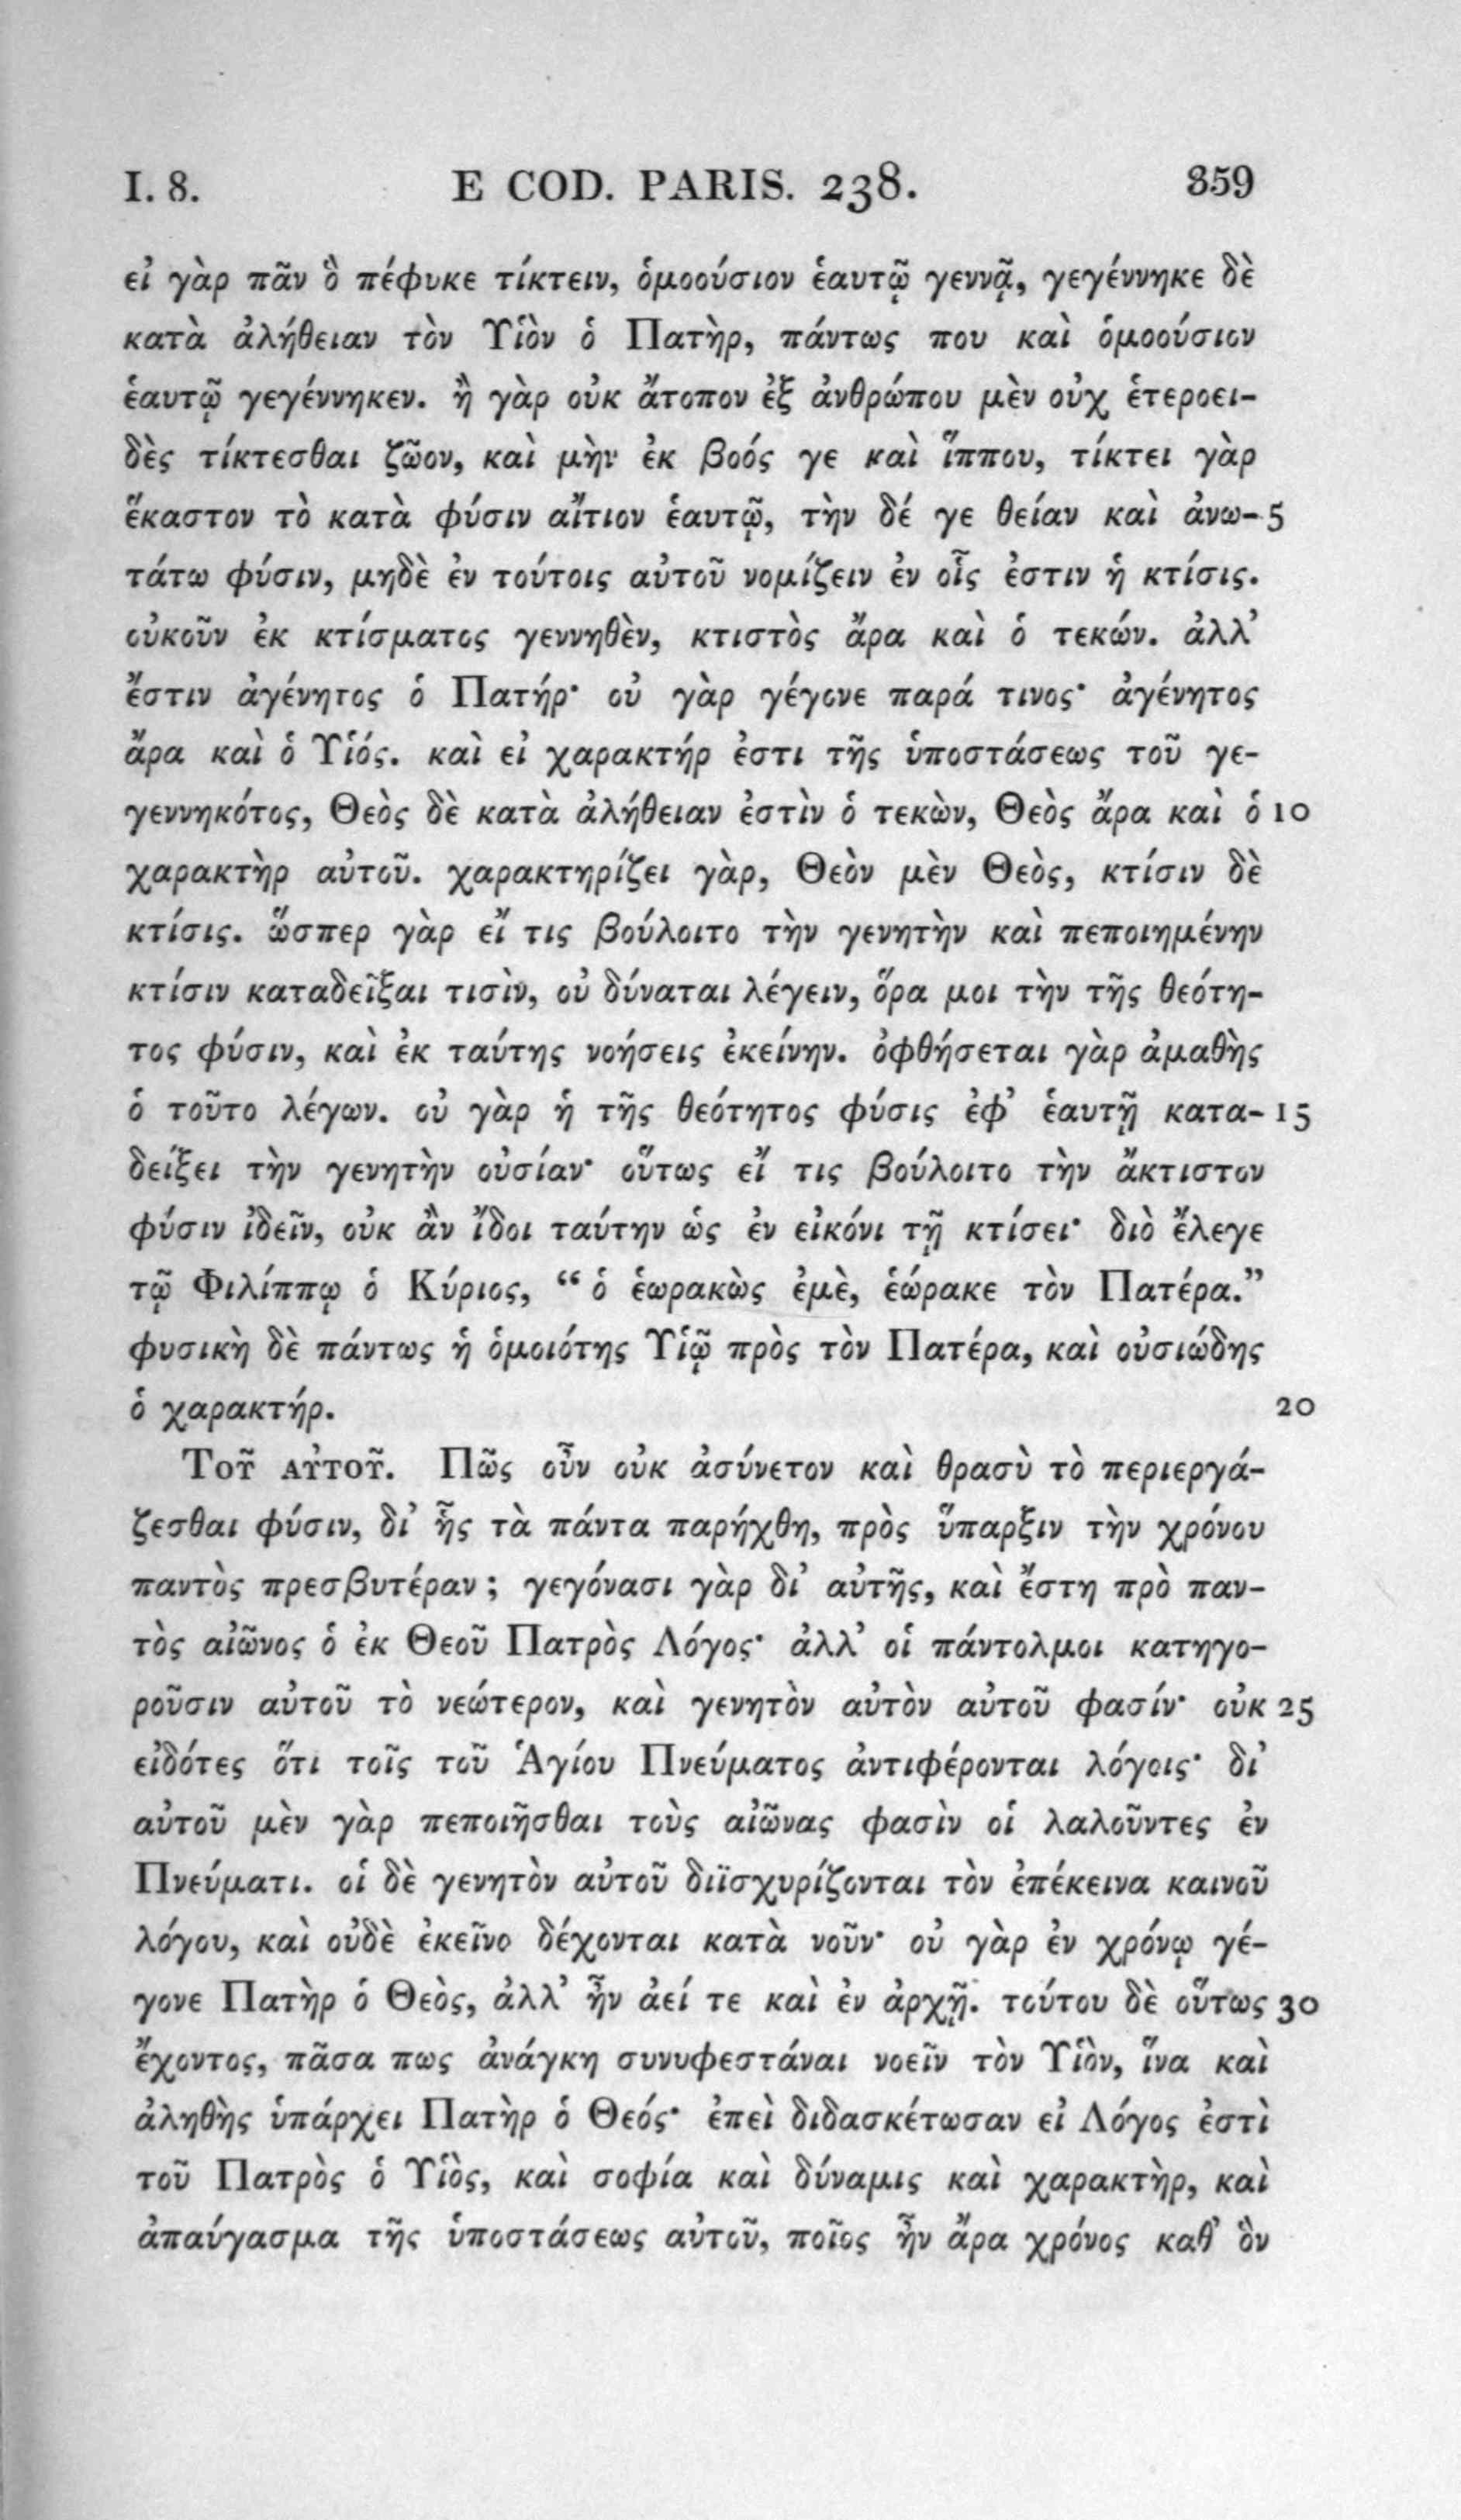 I. 8. E COD. PARIS. 238. 359
εἰ γὰρ πᾶν ὃ πέφυκε τίκτειν, ὁμοούσιον ἑαυτῷ γεννᾷ, γεγέννηκε δὲ
κατὰ ἀλήθειαν τὸν Υἱὸν ὁ Πατὴρ, πάντως που καὶ ὁμοούσιον
ἑαυτῷ γεγέννηκεν. ἢ γὰρ οὐκ ἄτοπον ἐξ ἀνθρώπου μὲν οὐχ ἑτεροει-
δὲς τίκτεσθαι ζῶον, καὶ μὴν ἐκ βοός γε καὶ ἵππου, τίκτει γὰρ
ἕκαστον τὸ κατὰ φύσιν αἴτιον ἑαυτῷ, τὴν δέ γε θείαν καὶ ἀνω- 5
τάτω φύσιν, μηδὲ ἐν τούτοις αὐτοῦ νομίζειν ἐν οἷς ἐστιν ἡ κτίσις.
οὐκοῦν ἐκ κτίσματος γεννηθὲν, κτιστὸς ἄρα καὶ ὁ τεκών. ἀλλ’
ἔστιν ἀγένητος ὁ Πατήρ· οὐ γὰρ γέγονε παρά τινος· ἀγένητος
ἄρα καὶ ὁ Υἱός. καὶ εἰ χαρακτήρ ἐστι τῆς ὑποστάσεως τοῦ γε-
γεννηκότος, Θεὸς δὲ κατὰ ἀλήθειαν ἐστὶν ὁ τεκὼν, Θεὸς ἄρα καὶ ὁ 10
χαρακτὴρ αὐτοῦ. χαρακτηρίζει γὰρ, Θεὸν μὲν Θεὸς, κτίσιν δὲ
κτίσις. ὥσπερ γὰρ εἴ τις βούλοιτο τὴν γενητὴν καὶ πεποιημένην
κτίσιν καταδεῖξαι τισὶν, οὐ δύναται λέγειν, ὅρα μοι τὴν τῆς θεότη-
τος φύσιν, καὶ ἐκ ταύτης νοήσεις ἐκείνην. ὀφθήσεται γὰρ ἀμαθὴς
ὁ τοῦτο λέγων. οὐ γὰρ ἡ τῆς θεότητος φύσις ἐφ’ ἑαυτῇ κατα- 15
δείξει τὴν γενητὴν οὐσίαν· οὕτως εἴ τις βούλοιτο τὴν ἄκτιστον
φύσιν ἰδεῖν, οὐκ ἂν ἴδοι ταύτην ὡς ἐν εἰκόνι τῇ κτίσει· διὸ ἔλεγε
τῷ Φιλίππῳ ὁ Κύριος, “ ὁ ἑωρακὼς ἐμὲ, ἑώρακε τὸν Πατέρα.”
φυσικὴ δὲ πάντως ἡ ὁμοιότης Υἱῷ πρὸς τὸν Πατέρα, καὶ οὐσιώδης
ὁ χαρακτήρ. 20
ΤΟΥ͂ ΑΥ̓ΤΟΥ͂. Πῶς οὖν οὐκ ἀσύνετον καὶ θρασὺ τὸ περιεργά-
ζεσθαι φύσιν, δι’ ἧς τὰ πάντα παρήχθη, πρὸς ὕπαρξιν τὴν χρόνου
παντὸς πρεσβυτέραν ; γεγόνασι γὰρ δι’ αὐτῆς, καὶ ἔστη πρὸ παν-
τὸς αἰῶνος ὁ ἐκ Θεοῦ Πατρὸς Λόγος· ἀλλ’ οἱ πάντολμοι κατηγο-
ροῦσιν αὐτοῦ τὸ νεώτερον, καὶ γενητὸν αὐτὸν αὐτοῦ φασίν· οὐκ 25
εἰδότες ὅτι τοῖς τοῦ Ἁγίου Πνεύματος ἀντιφέρονται λόγοις· δι’
αὐτοῦ μὲν γὰρ πεποιῆσθαι τοὺς αἰῶνας φασὶν οἱ λαλοῦντες ἐν
Πνεύματι. οἱ δὲ γενητὸν αὐτοῦ διϊσχυρίζονται τὸν ἐπέκεινα καινοῦ
λόγου, καὶ οὐδὲ ἐκεῖνο δέχονται κατὰ νοῦν· οὐ γὰρ ἐν χρόνῳ γέ-
γονε Πατὴρ ὁ Θεὸς, ἀλλ’ ἦν ἀεί τε καὶ ἐν ἀρχῇ. τούτου δὲ οὕτως 30
ἔχοντος, πᾶσα πως ἀνάγκη συνυφεστάναι νοεῖν τὸν Υἱὸν, ἵνα καὶ
ἀληθὴς ὑπάρχει Πατὴρ ὁ Θεός· ἐπεὶ διδασκέτωσαν εἰ Λόγος ἐστὶ
τοῦ Πατρὸς ὁ Υἱὸς, καὶ σοφία καὶ δύναμις καὶ χαρακτὴρ, καὶ
ἀπαύγασμα τῆς ὑποστάσεως αὐτοῦ, ποῖος ἦν ἄρα χρόνος καθ’ ὃν